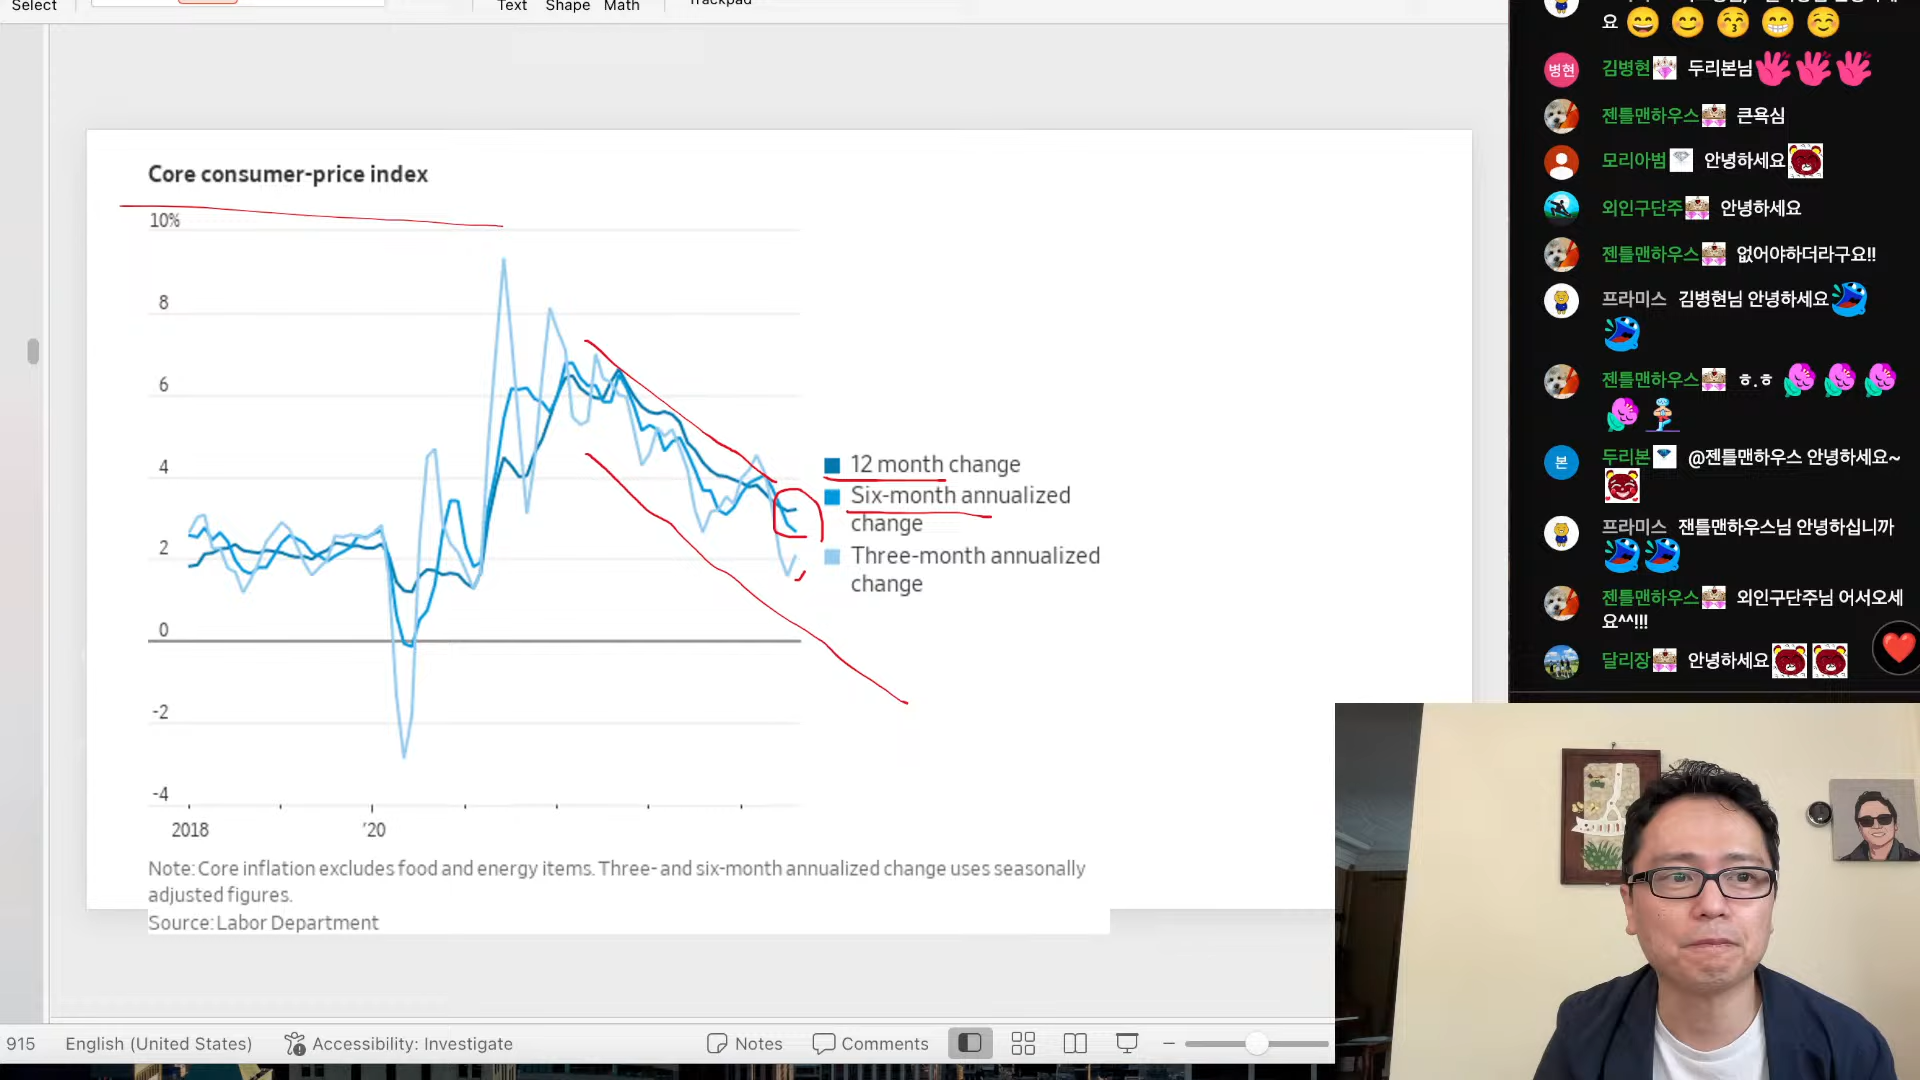 Select
Text Shape Math
Trackpad
Core consumer-price index
10%
8
6
4
2
0
-2
-4
2018
'20
12 month change
Six-month annualized
change
Three-month annualized
change
Note: Core inflation excludes food and energy items. Three- and six-month annualized change uses seasonally
adjusted figures.
Source: Labor Department
915 English (United States) Accessibility: Investigate Notes Comments
요
병현 김병현 두리본님
젠틀맨하우스 큰욕심
모리아범 안녕하세요
외인구단주 안녕하세요
젠틀맨하우스 없어야하더라구요!!
프라미스 김병현님 안녕하세요
젠틀맨하우스 ㅎ.ㅎ
본 두리본 @젠틀맨하우스 안녕하세요~
프라미스 잰틀맨하우스님 안녕하십니까
젠틀맨하우스 외인구단주님 어서오세
요^^!!!
달리장 안녕하세요